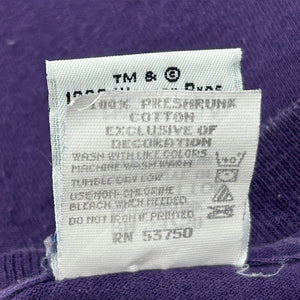 TM & ©
100% PRESHRUNK
COTTON
EXCLUSIVE OF
DECORATION
WASH WITH LIKE COLORS
MACHINE WASH WARM
TUMBLE DRY LOW
USE NON-CHLORINE
BLEACH WHEN NEEDED
DO NOT IRON IF PRINTED
RN 53750